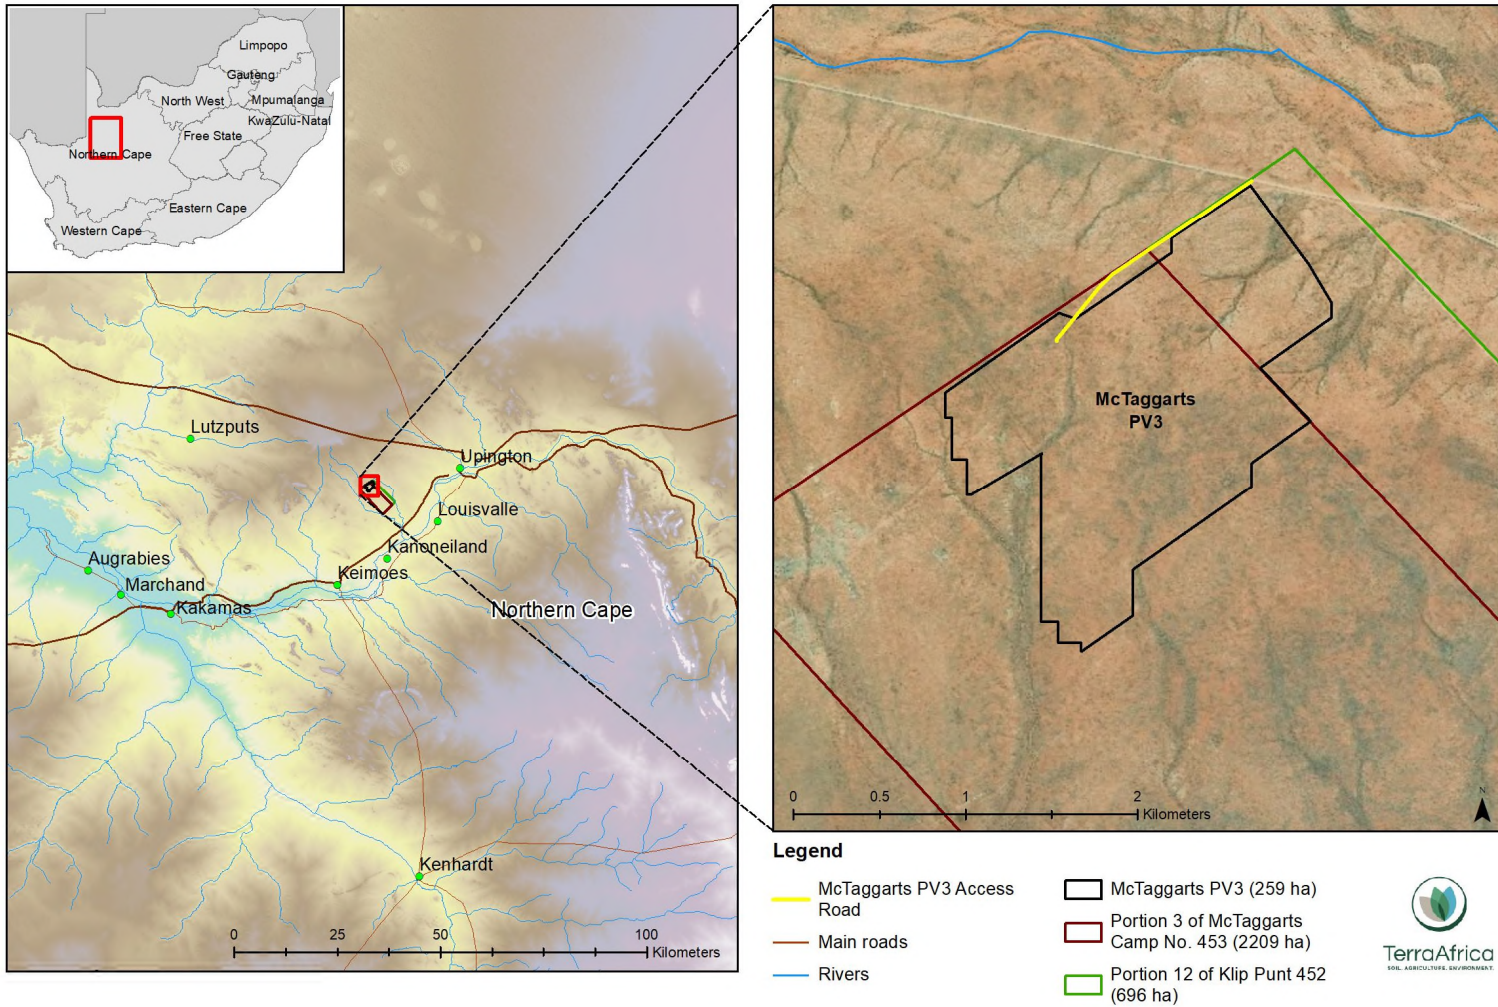 Limpopo
Gauteng
North West
Mpumalanga
KwaZulu-Natal
Free State
Northern Cape
Eastern Cape
Western Cape
Lutzputs
Upington
Louisvalle
Kanoneiland
Keimoes
Augrabies
Marchand
Kakamas
Northern Cape
Kenhardt
0 25 50 100
Kilometers
McTaggarts
PV3
0 0.5 1 2
Kilometers
N
Legend
McTaggarts PV3 Access
Road
Main roads
Rivers
McTaggarts PV3 (259 ha)
Portion 3 of McTaggarts
Camp No. 453 (2209 ha)
Portion 12 of Klip Punt 452
(696 ha)
TerraAfrica
SOIL. AGRICULTURE. ENVIRONMENT.